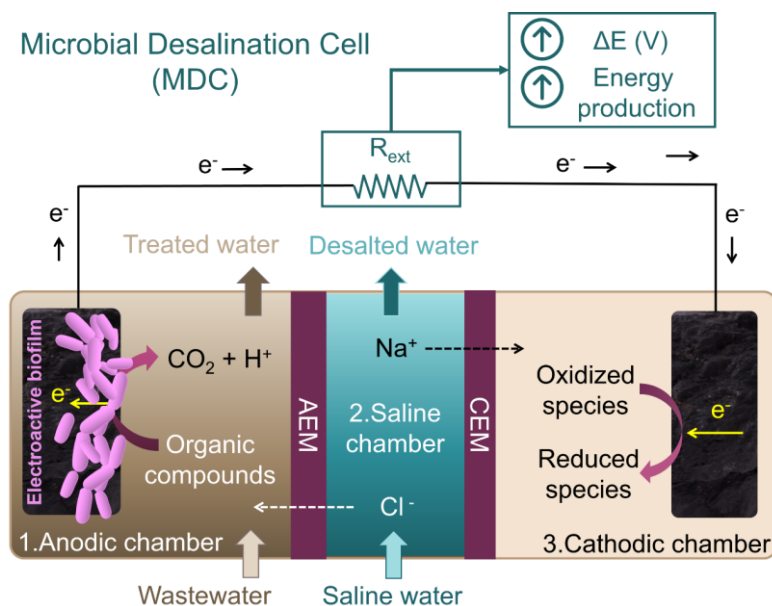 Microbial Desalination Cell
(MDC)
ΔE (V)
Energy
production
R_ext
e⁻
e⁻
e⁻
e⁻
Treated water
Desalted water
Electroactive biofilm
CO₂ + H⁺
e⁻
Organic
compounds
1.Anodic chamber
AEM
Na⁺
2.Saline
chamber
Cl⁻
CEM
Oxidized
species
e⁻
Reduced
species
3.Cathodic chamber
Wastewater
Saline water